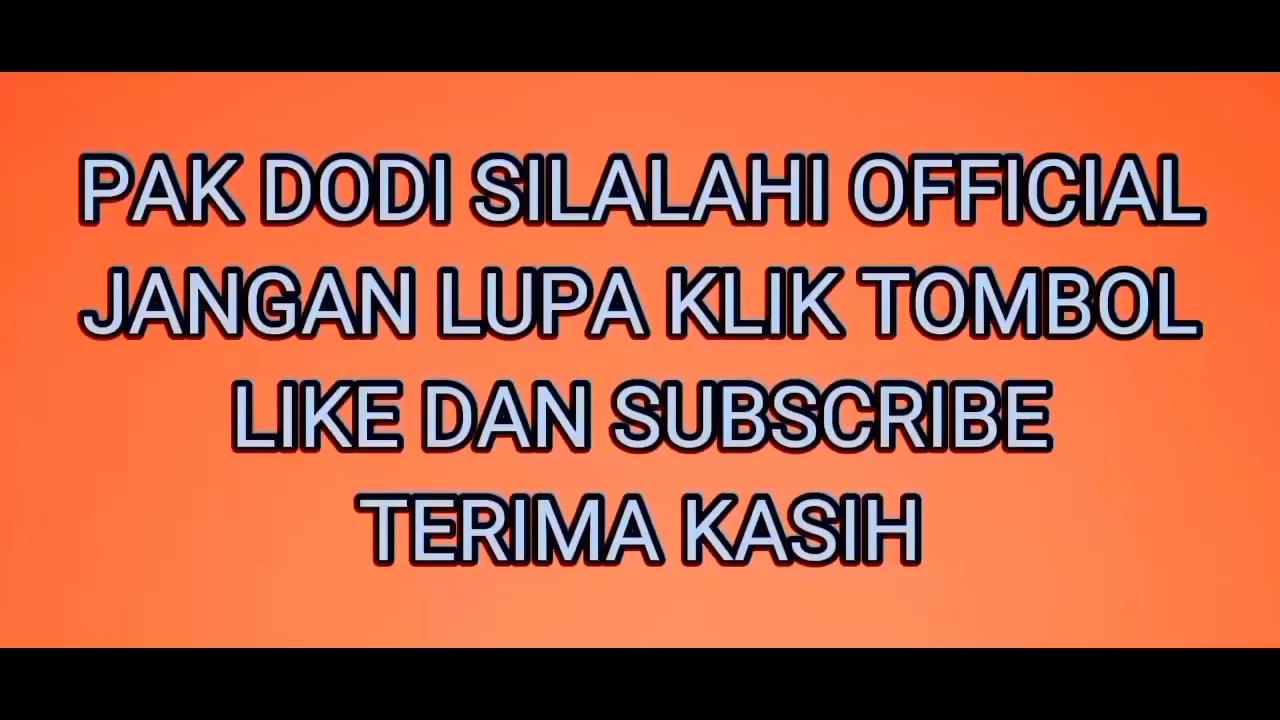 PAK DODI SILALAHI OFFICIAL
JANGAN LUPA KLIK TOMBOL
LIKE DAN SUBSCRIBE
TERIMA KASIH